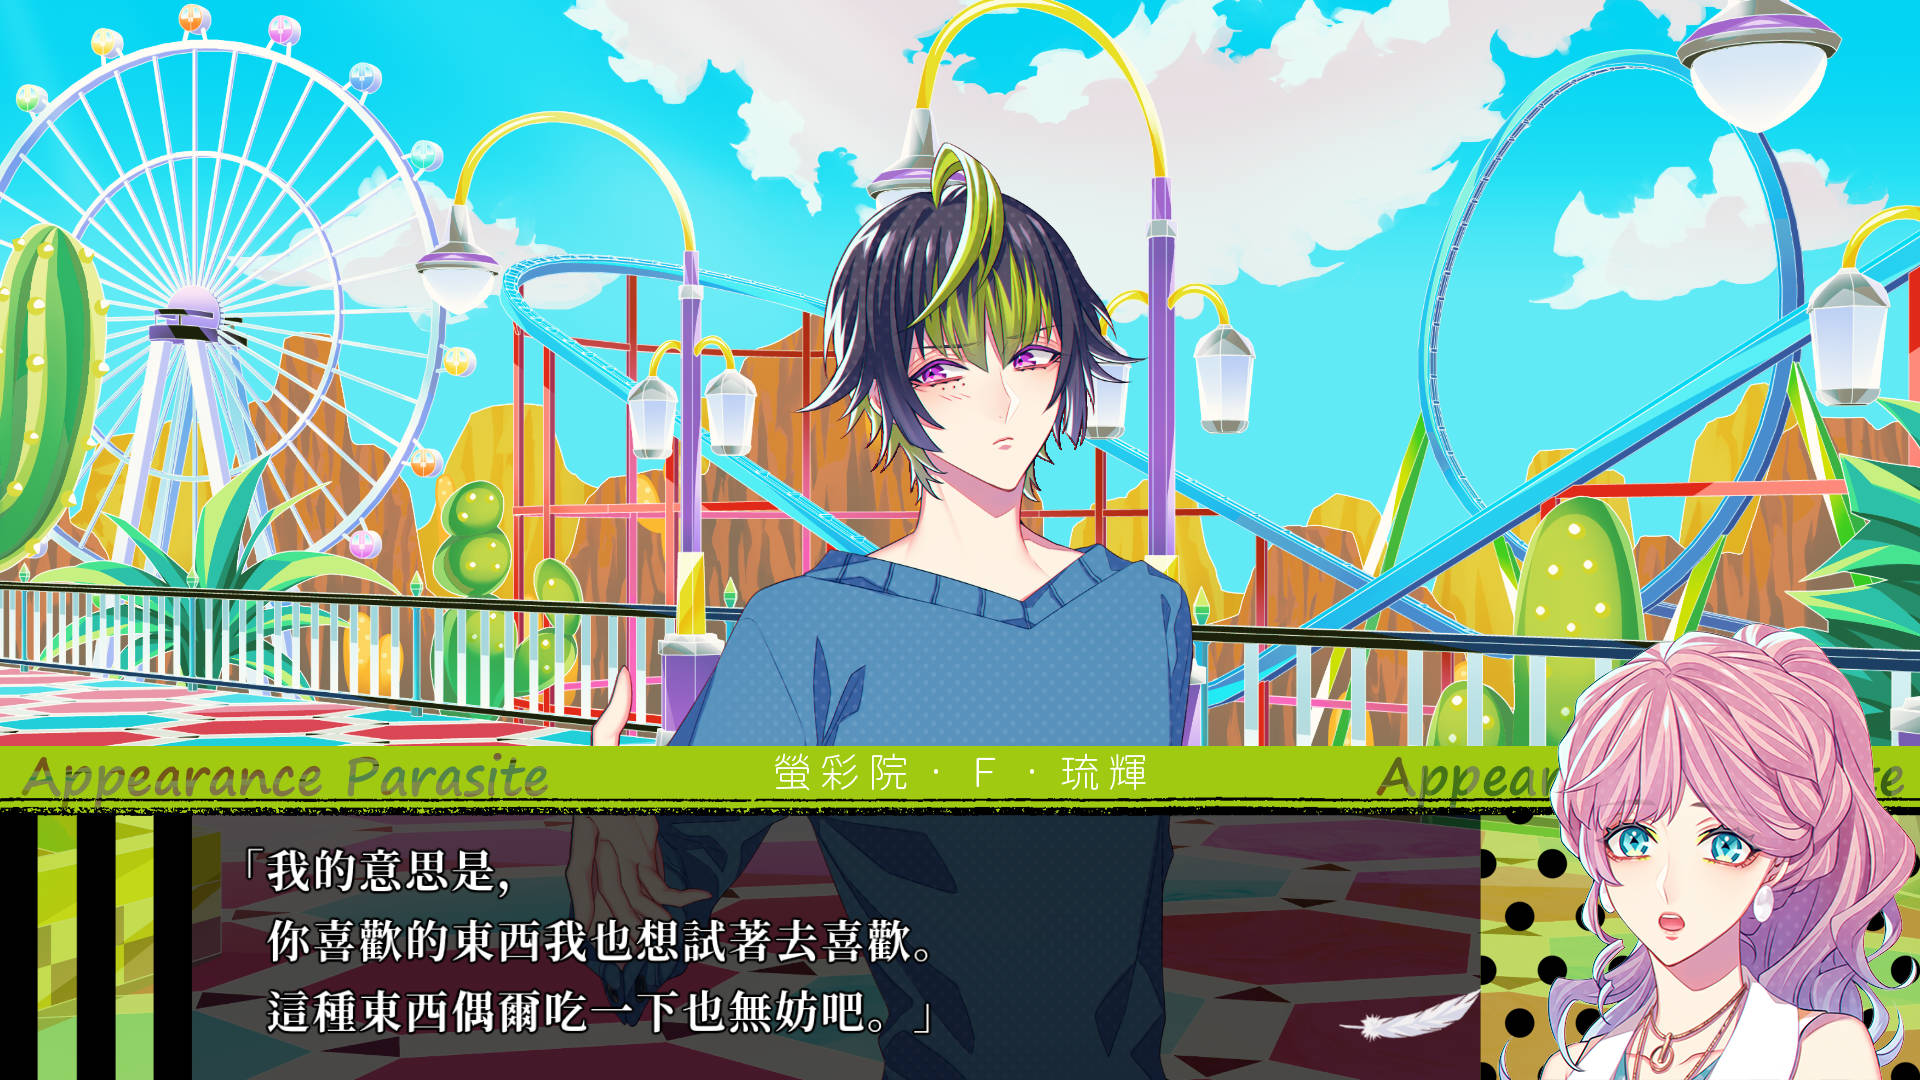 Appearance Parasite
螢彩院・F・琉輝
Appear
te
「我的意思是,
你喜歡的東西我也想試著去喜歡。
這種東西偶爾吃一下也無妨吧。」